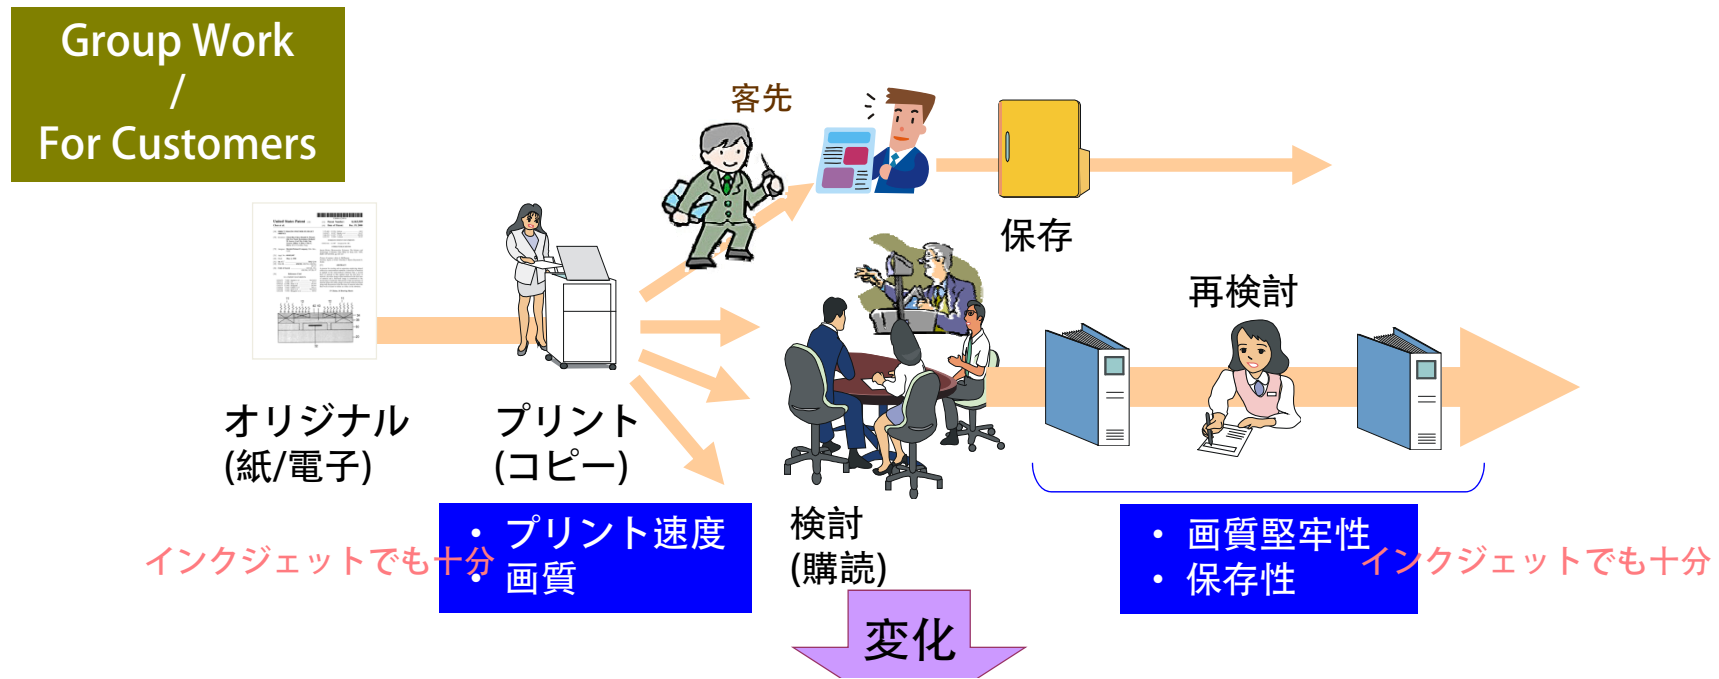 Group Work
/
For Customers
客先
保存
United States Patent
再検討
オリジナル
(紙/電子)
プリント
(コピー)
検討
(購読)
・プリント速度
・画質
インクジェットでも十分
・画質堅牢性
・保存性
インクジェットでも十分
変化